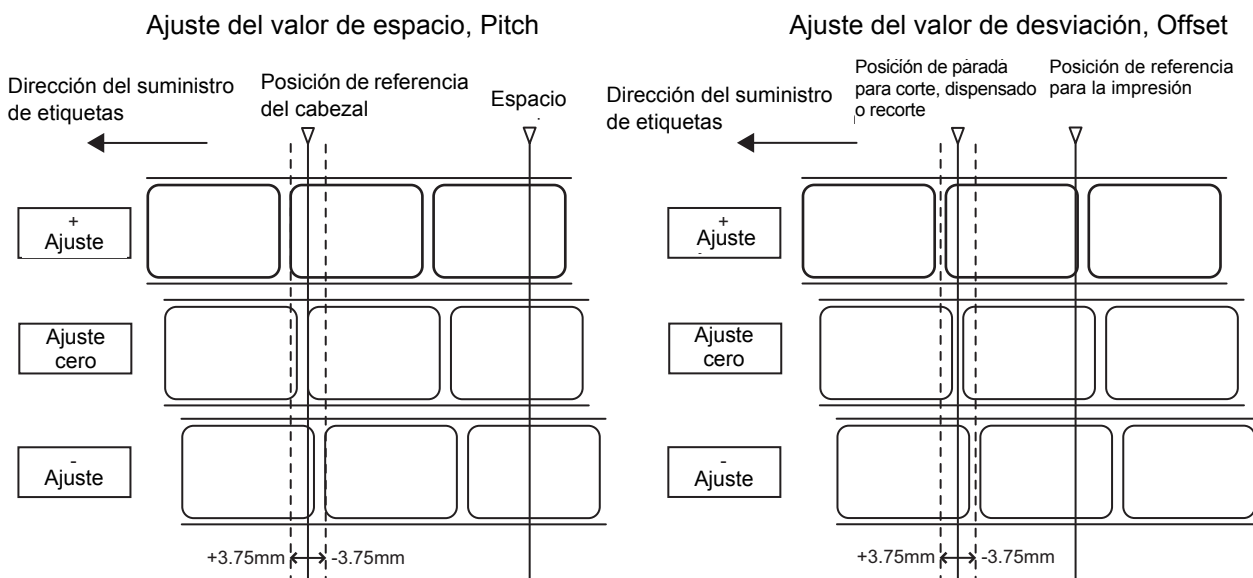 Ajuste del valor de espacio, Pitch
Dirección del suministro
de etiquetas
Posición de referencia
del cabezal
Espacio
+
Ajuste
Ajuste
cero
-
Ajuste
+3.75mm
-3.75mm
Ajuste del valor de desviación, Offset
Dirección del suministro
de etiquetas
Posición de parada
para corte, dispensado
o recorte
Posición de referencia
para la impresión
+
Ajuste
Ajuste
cero
-
Ajuste
+3.75mm
-3.75mm